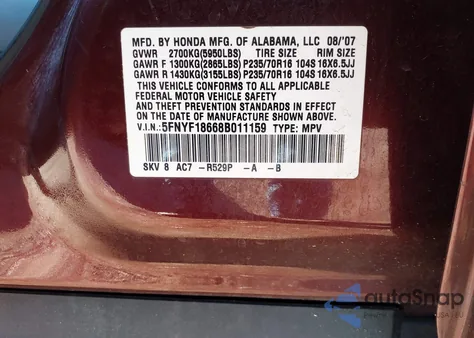 MFD. BY HONDA MFG. OF ALABAMA, LLC 08/'07
GVWR 2700KG(5950LBS) TIRE SIZE RIM SIZE
GAWR F 1300KG(2865LBS) P235/70R16 104S 16X6.5JJ
GAWR R 1430KG(3155LBS) P235/70R16 104S 16X6.5JJ
THIS VEHICLE CONFORMS TO ALL APPLICABLE
FEDERAL MOTOR VEHICLE SAFETY
AND THEFT PREVENTION STANDARDS IN EFFECT
ON THE DATE OF MANUFACTURE SHOWN ABOVE.
V.I.N.: 5FNYF18668B011159 TYPE: MPV
SKV 8 AC7 -R529P -A -B
autoSnap